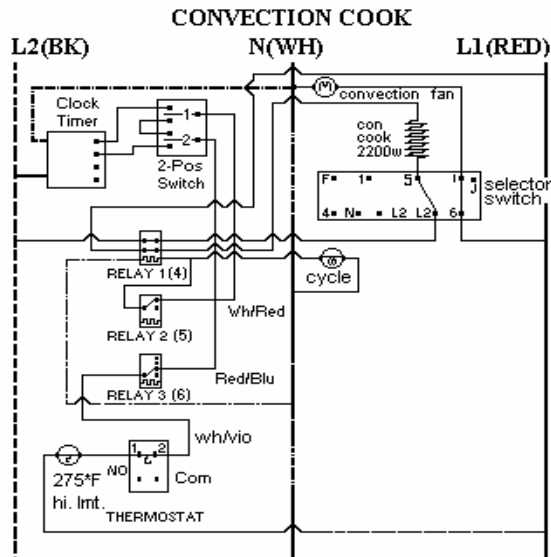 CONVECTION COOK
L2(BK) N(WH) L1(RED)
Clock
Timer
1
2
2-Pos
Switch
M
convection fan
con
cook
2200w
F 1 5 I J
4 N L2 L2 6
selector
switch
RELAY 1(4)
cycle
Wh/Red
RELAY 2 (5)
Red/Blu
RELAY 3 (6)
wh/vio
1 2
NO
Com
275*F
hi. lmt.
THERMOSTAT